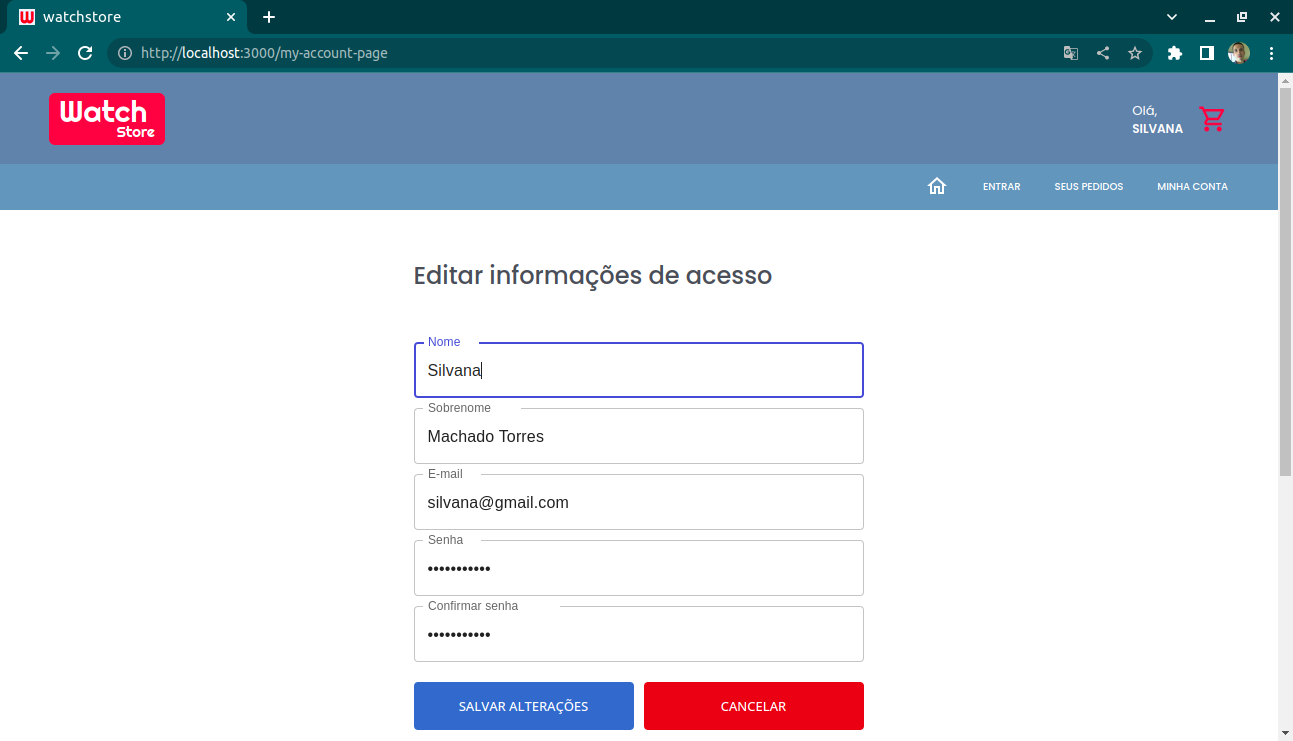 watchstore
http://localhost:3000/my-account-page
Watch
Store
Olá,
SILVANA
ENTRAR
SEUS PEDIDOS
MINHA CONTA
Editar informações de acesso
Nome
Silvana
Sobrenome
Machado Torres
E-mail
silvana@gmail.com
Senha
•••••••••••
Confirmar senha
•••••••••••
SALVAR ALTERAÇÕES
CANCELAR